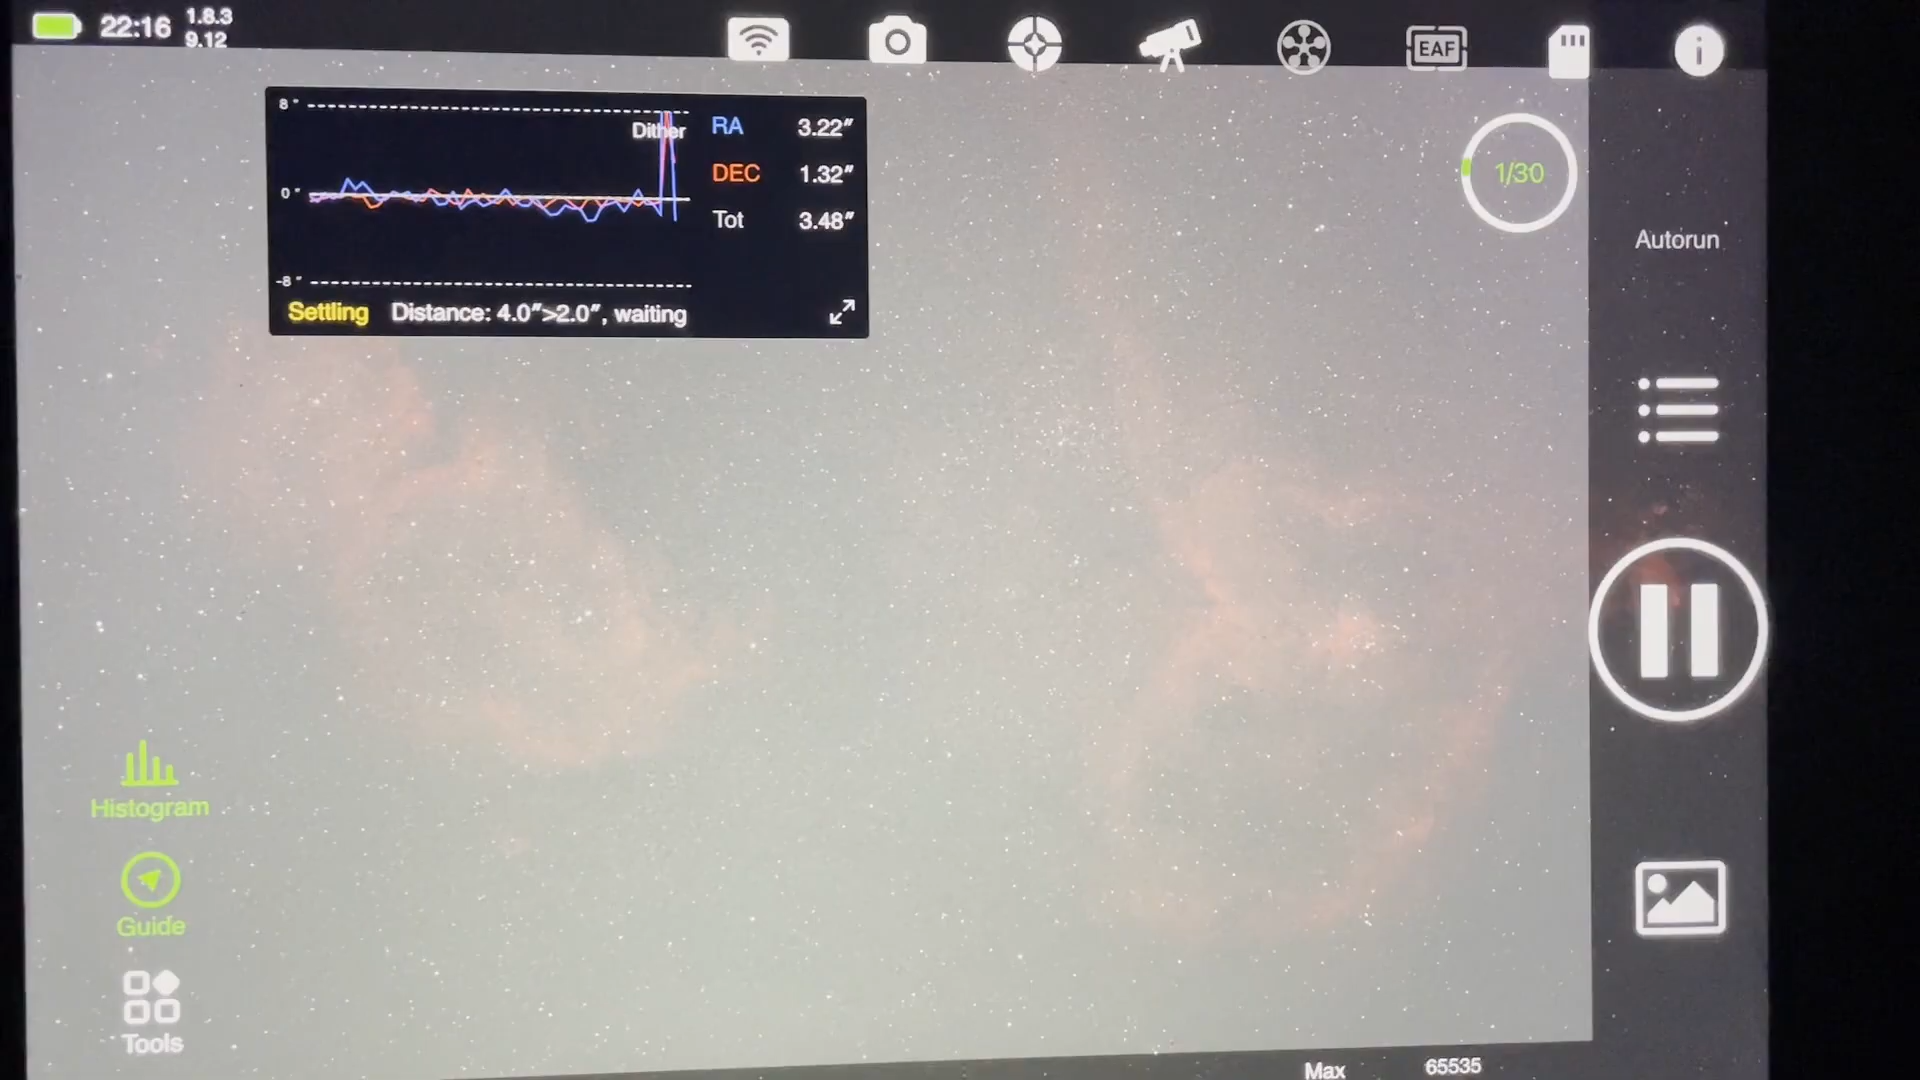 22:16
1.8.3
9.12
EAF
8"
Dither
0"
-8"
RA 3.22"
DEC 1.32"
Tot 3.48"
Settling Distance: 4.0">2.0", waiting
1/30
Autorun
Histogram
Guide
Tools
Max 65535